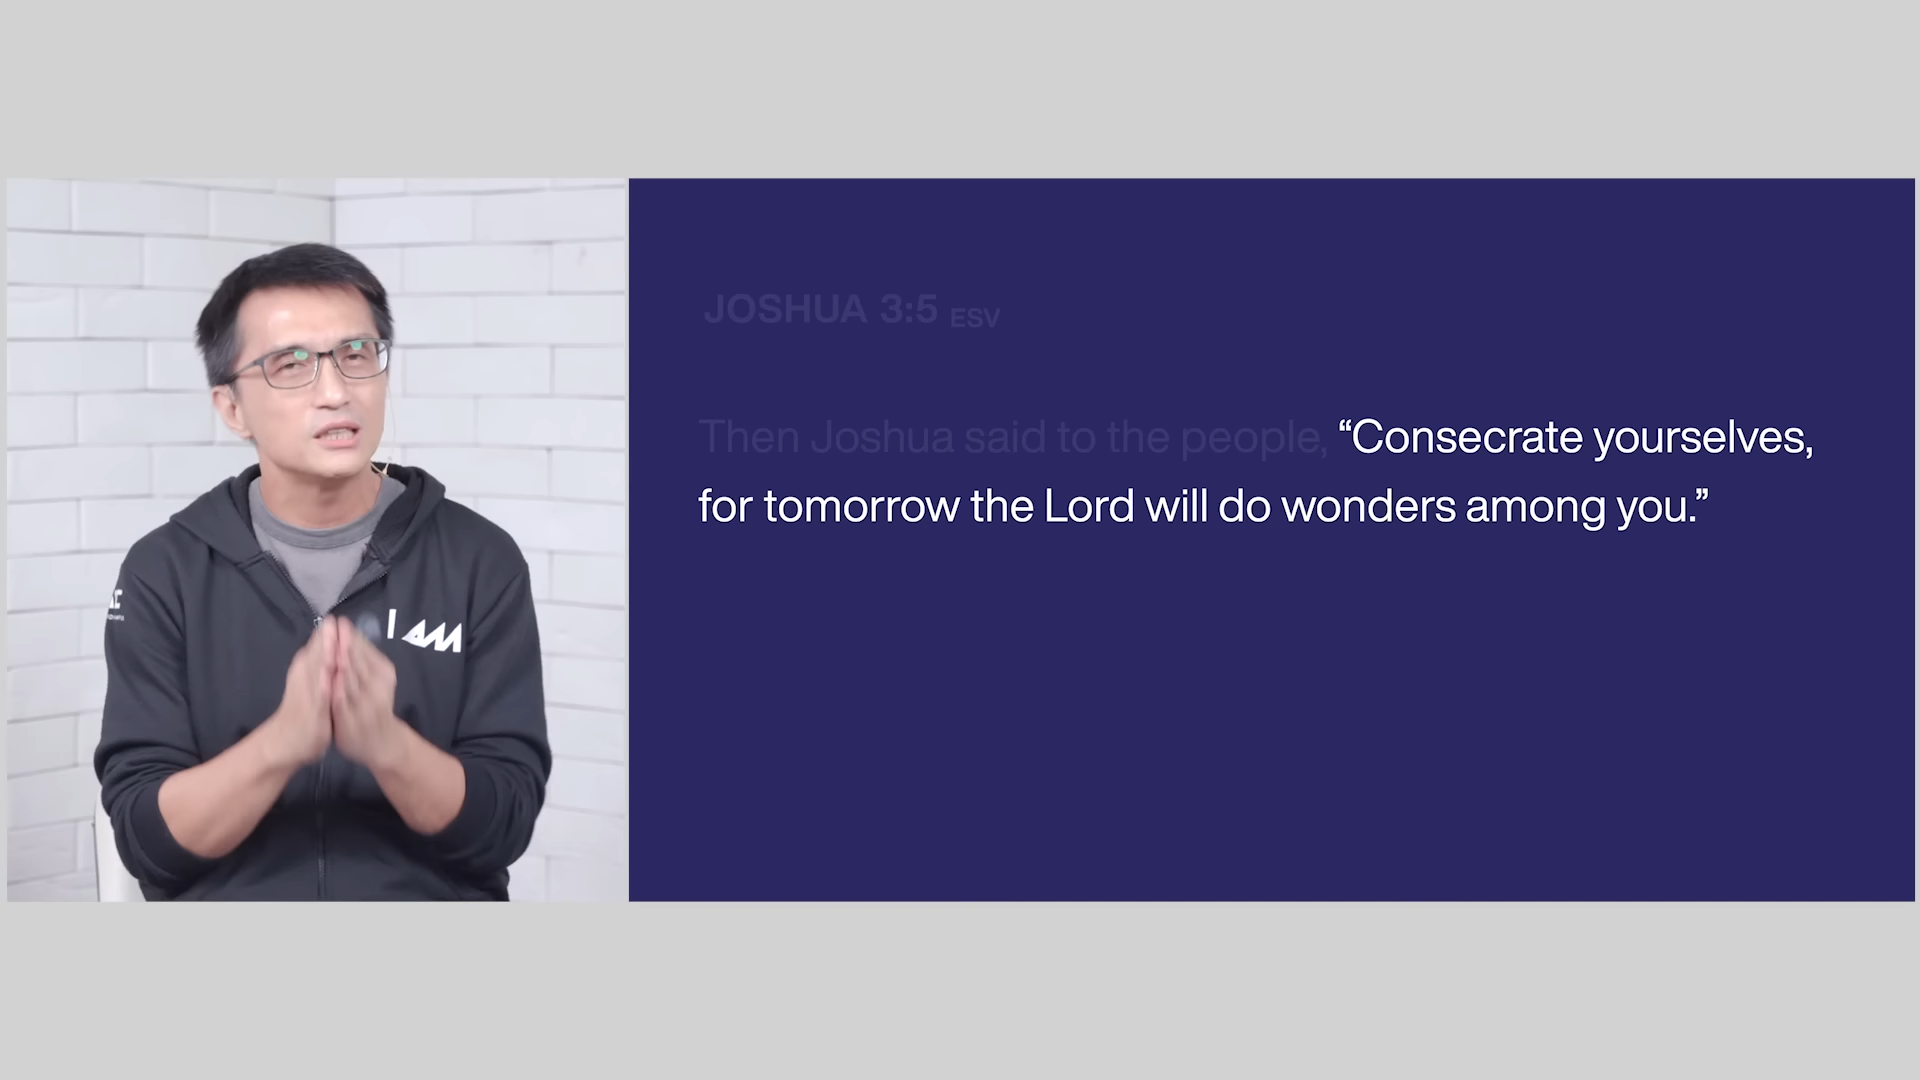 JOSHUA 3:5 ESV
Then Joshua said to the people, “Consecrate yourselves,
for tomorrow the Lord will do wonders among you.”
I AM